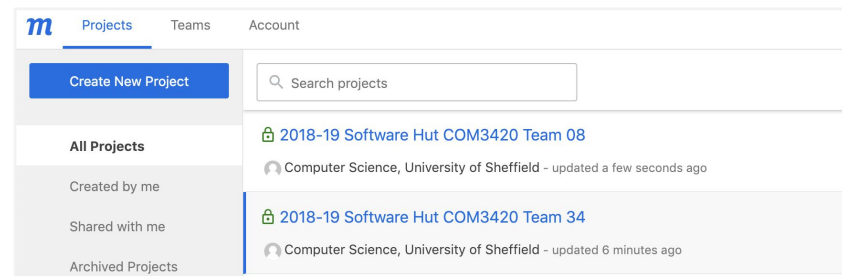 m Projects Teams Account
Create New Project
Search projects
All Projects
Created by me
Shared with me
Archived Projects
2018-19 Software Hut COM3420 Team 08
Computer Science, University of Sheffield - updated a few seconds ago
2018-19 Software Hut COM3420 Team 34
Computer Science, University of Sheffield - updated 6 minutes ago